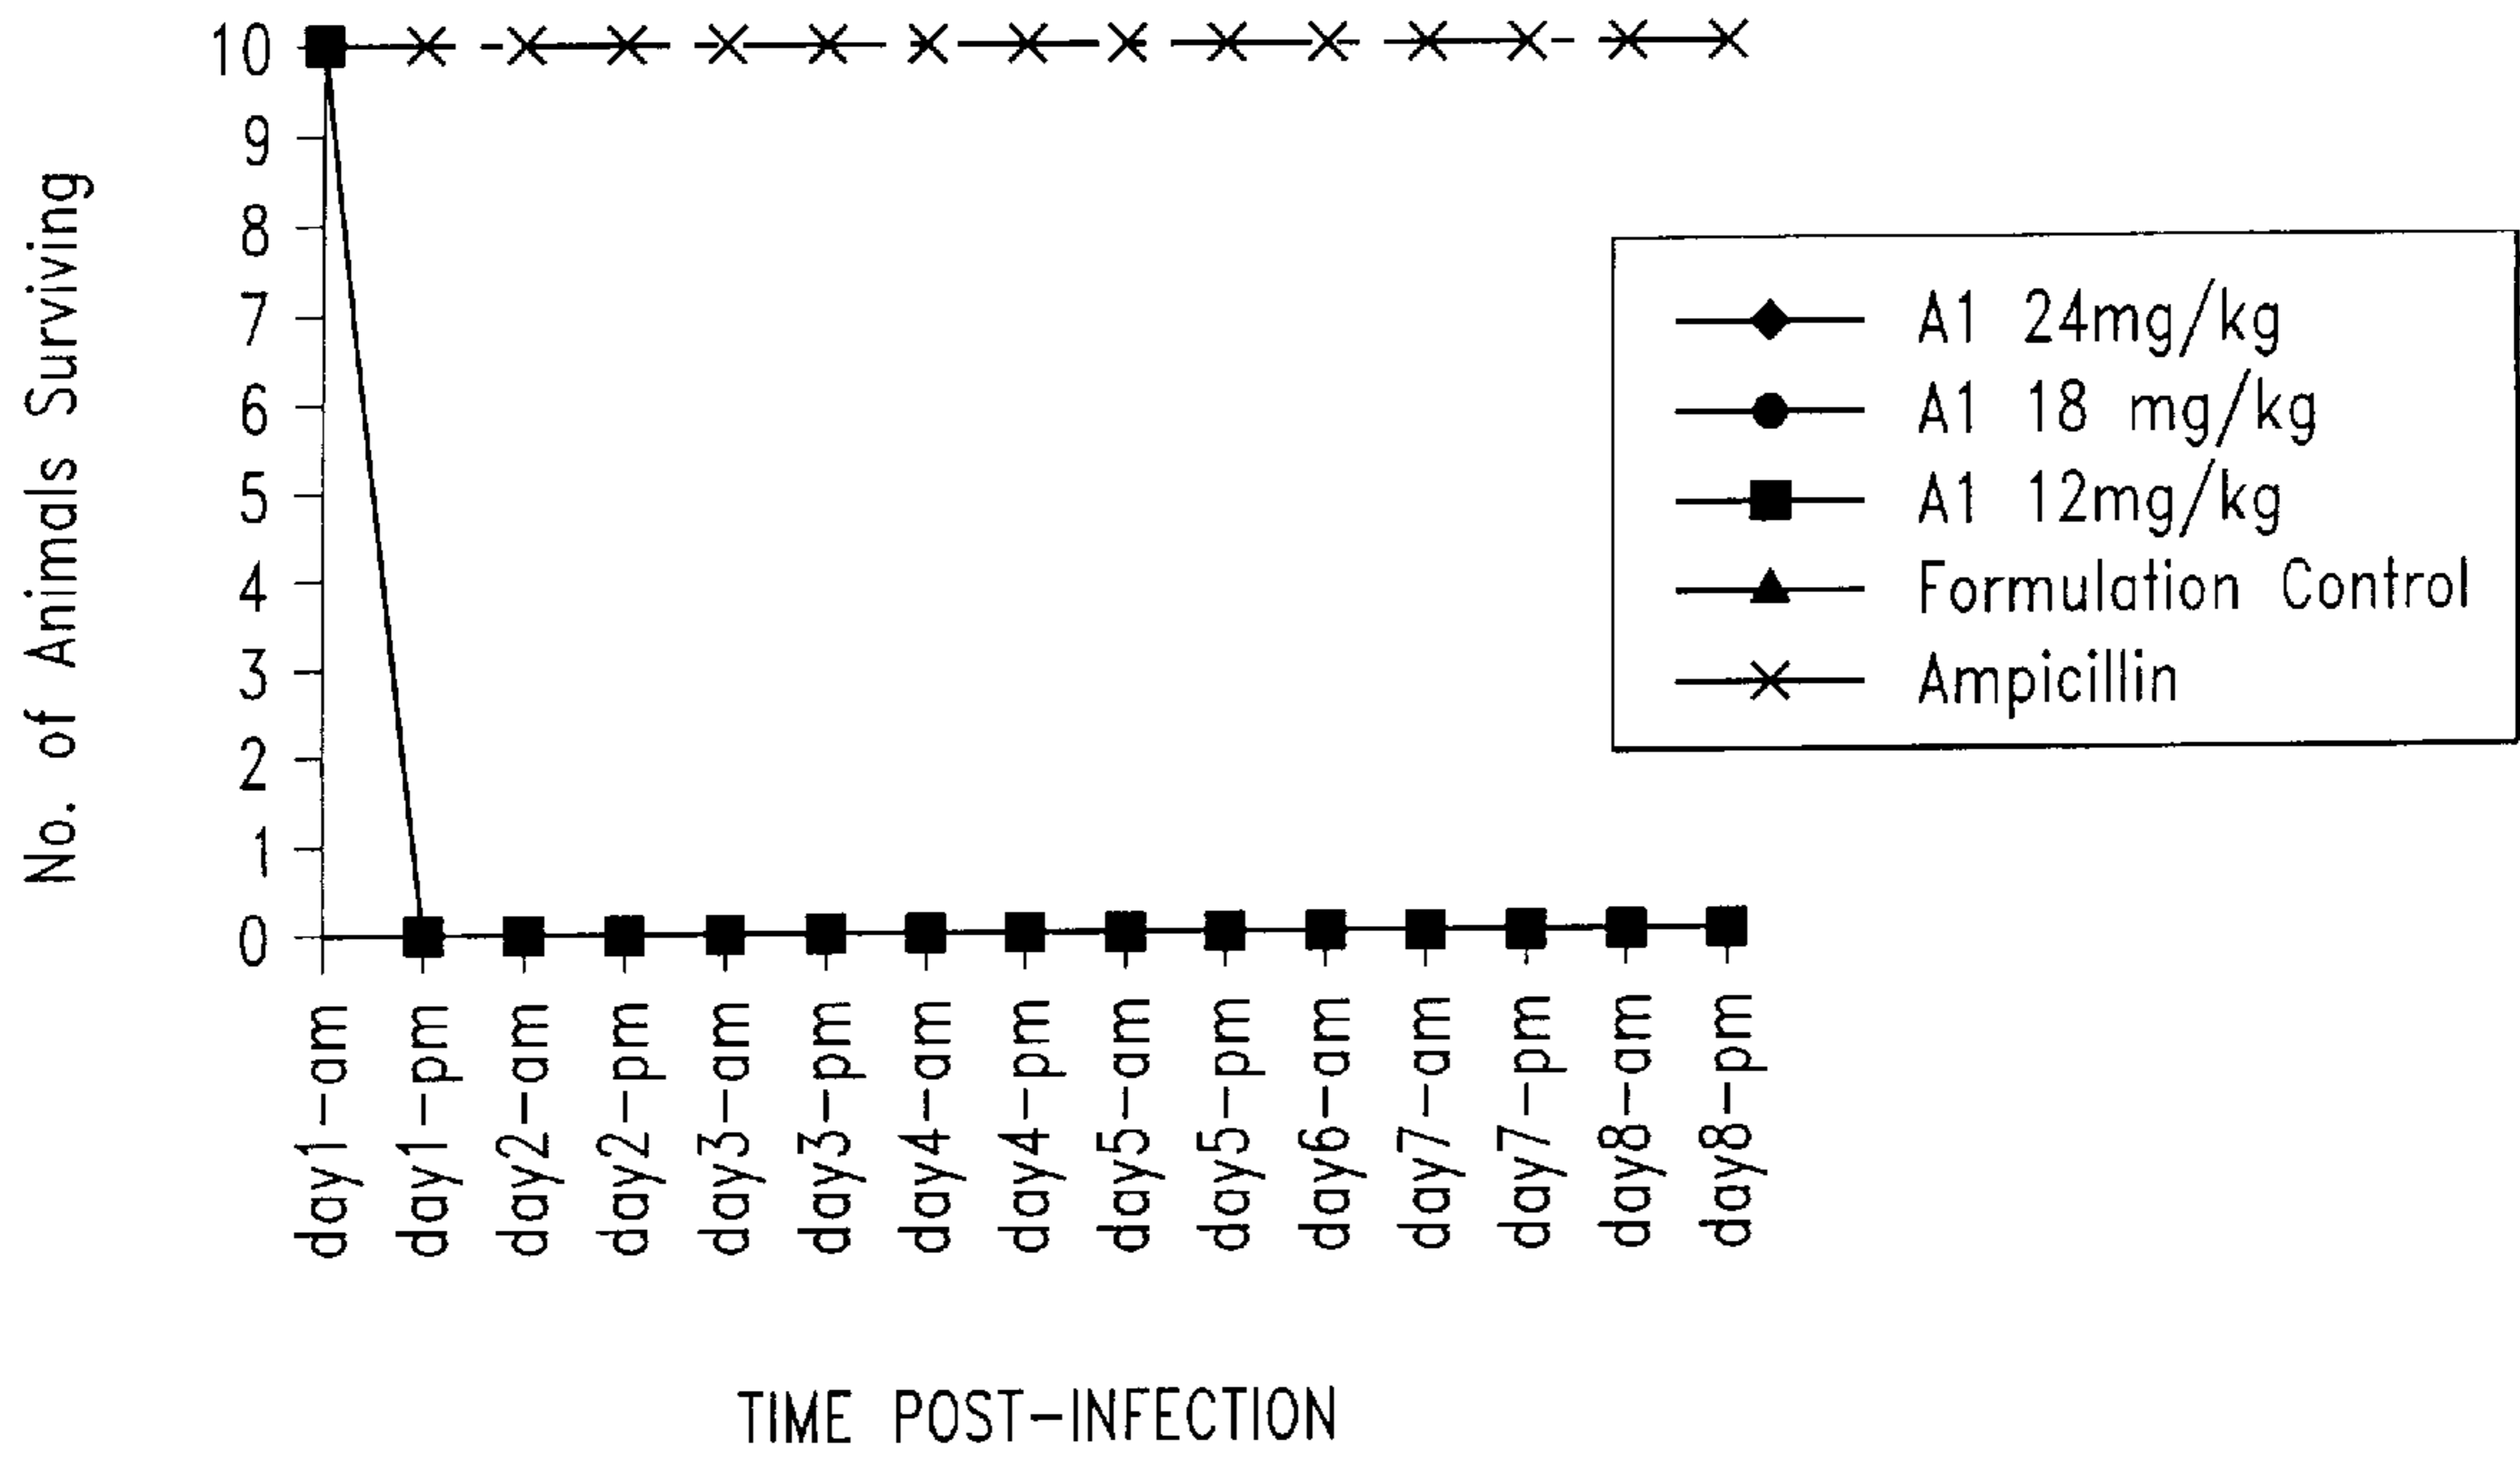 No. of Animals Surviving
10
9
8
7
6
5
4
3
2
1
0
A1 24mg/kg
A1 18 mg/kg
A1 12mg/kg
Formulation Control
Ampicillin
day1-am
day1-pm
day2-am
day2-pm
day3-am
day3-pm
day4-am
day4-pm
day5-am
day5-pm
day6-am
day7-am
day7-pm
day8-am
day8-pm
TIME POST-INFECTION